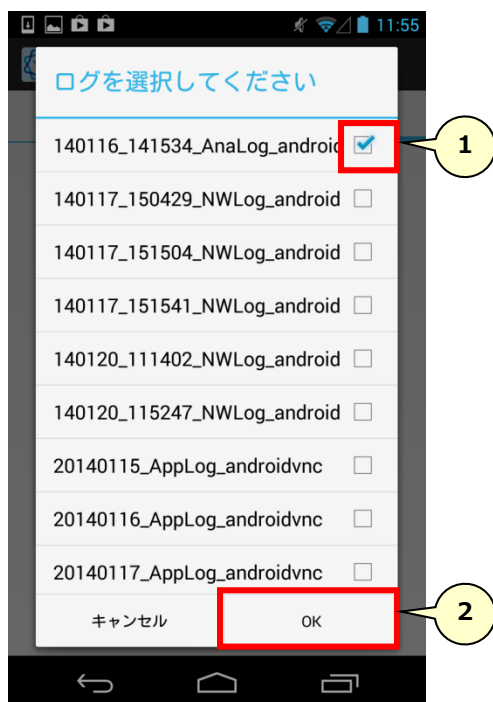 11:55
ログを選択してください
140116_141534_AnaLog_android
1
140117_150429_NWLog_android
140117_151504_NWLog_android
140117_151541_NWLog_android
140120_111402_NWLog_android
140120_115247_NWLog_android
20140115_AppLog_androidvnc
20140116_AppLog_androidvnc
20140117_AppLog_androidvnc
キャンセル
OK
2